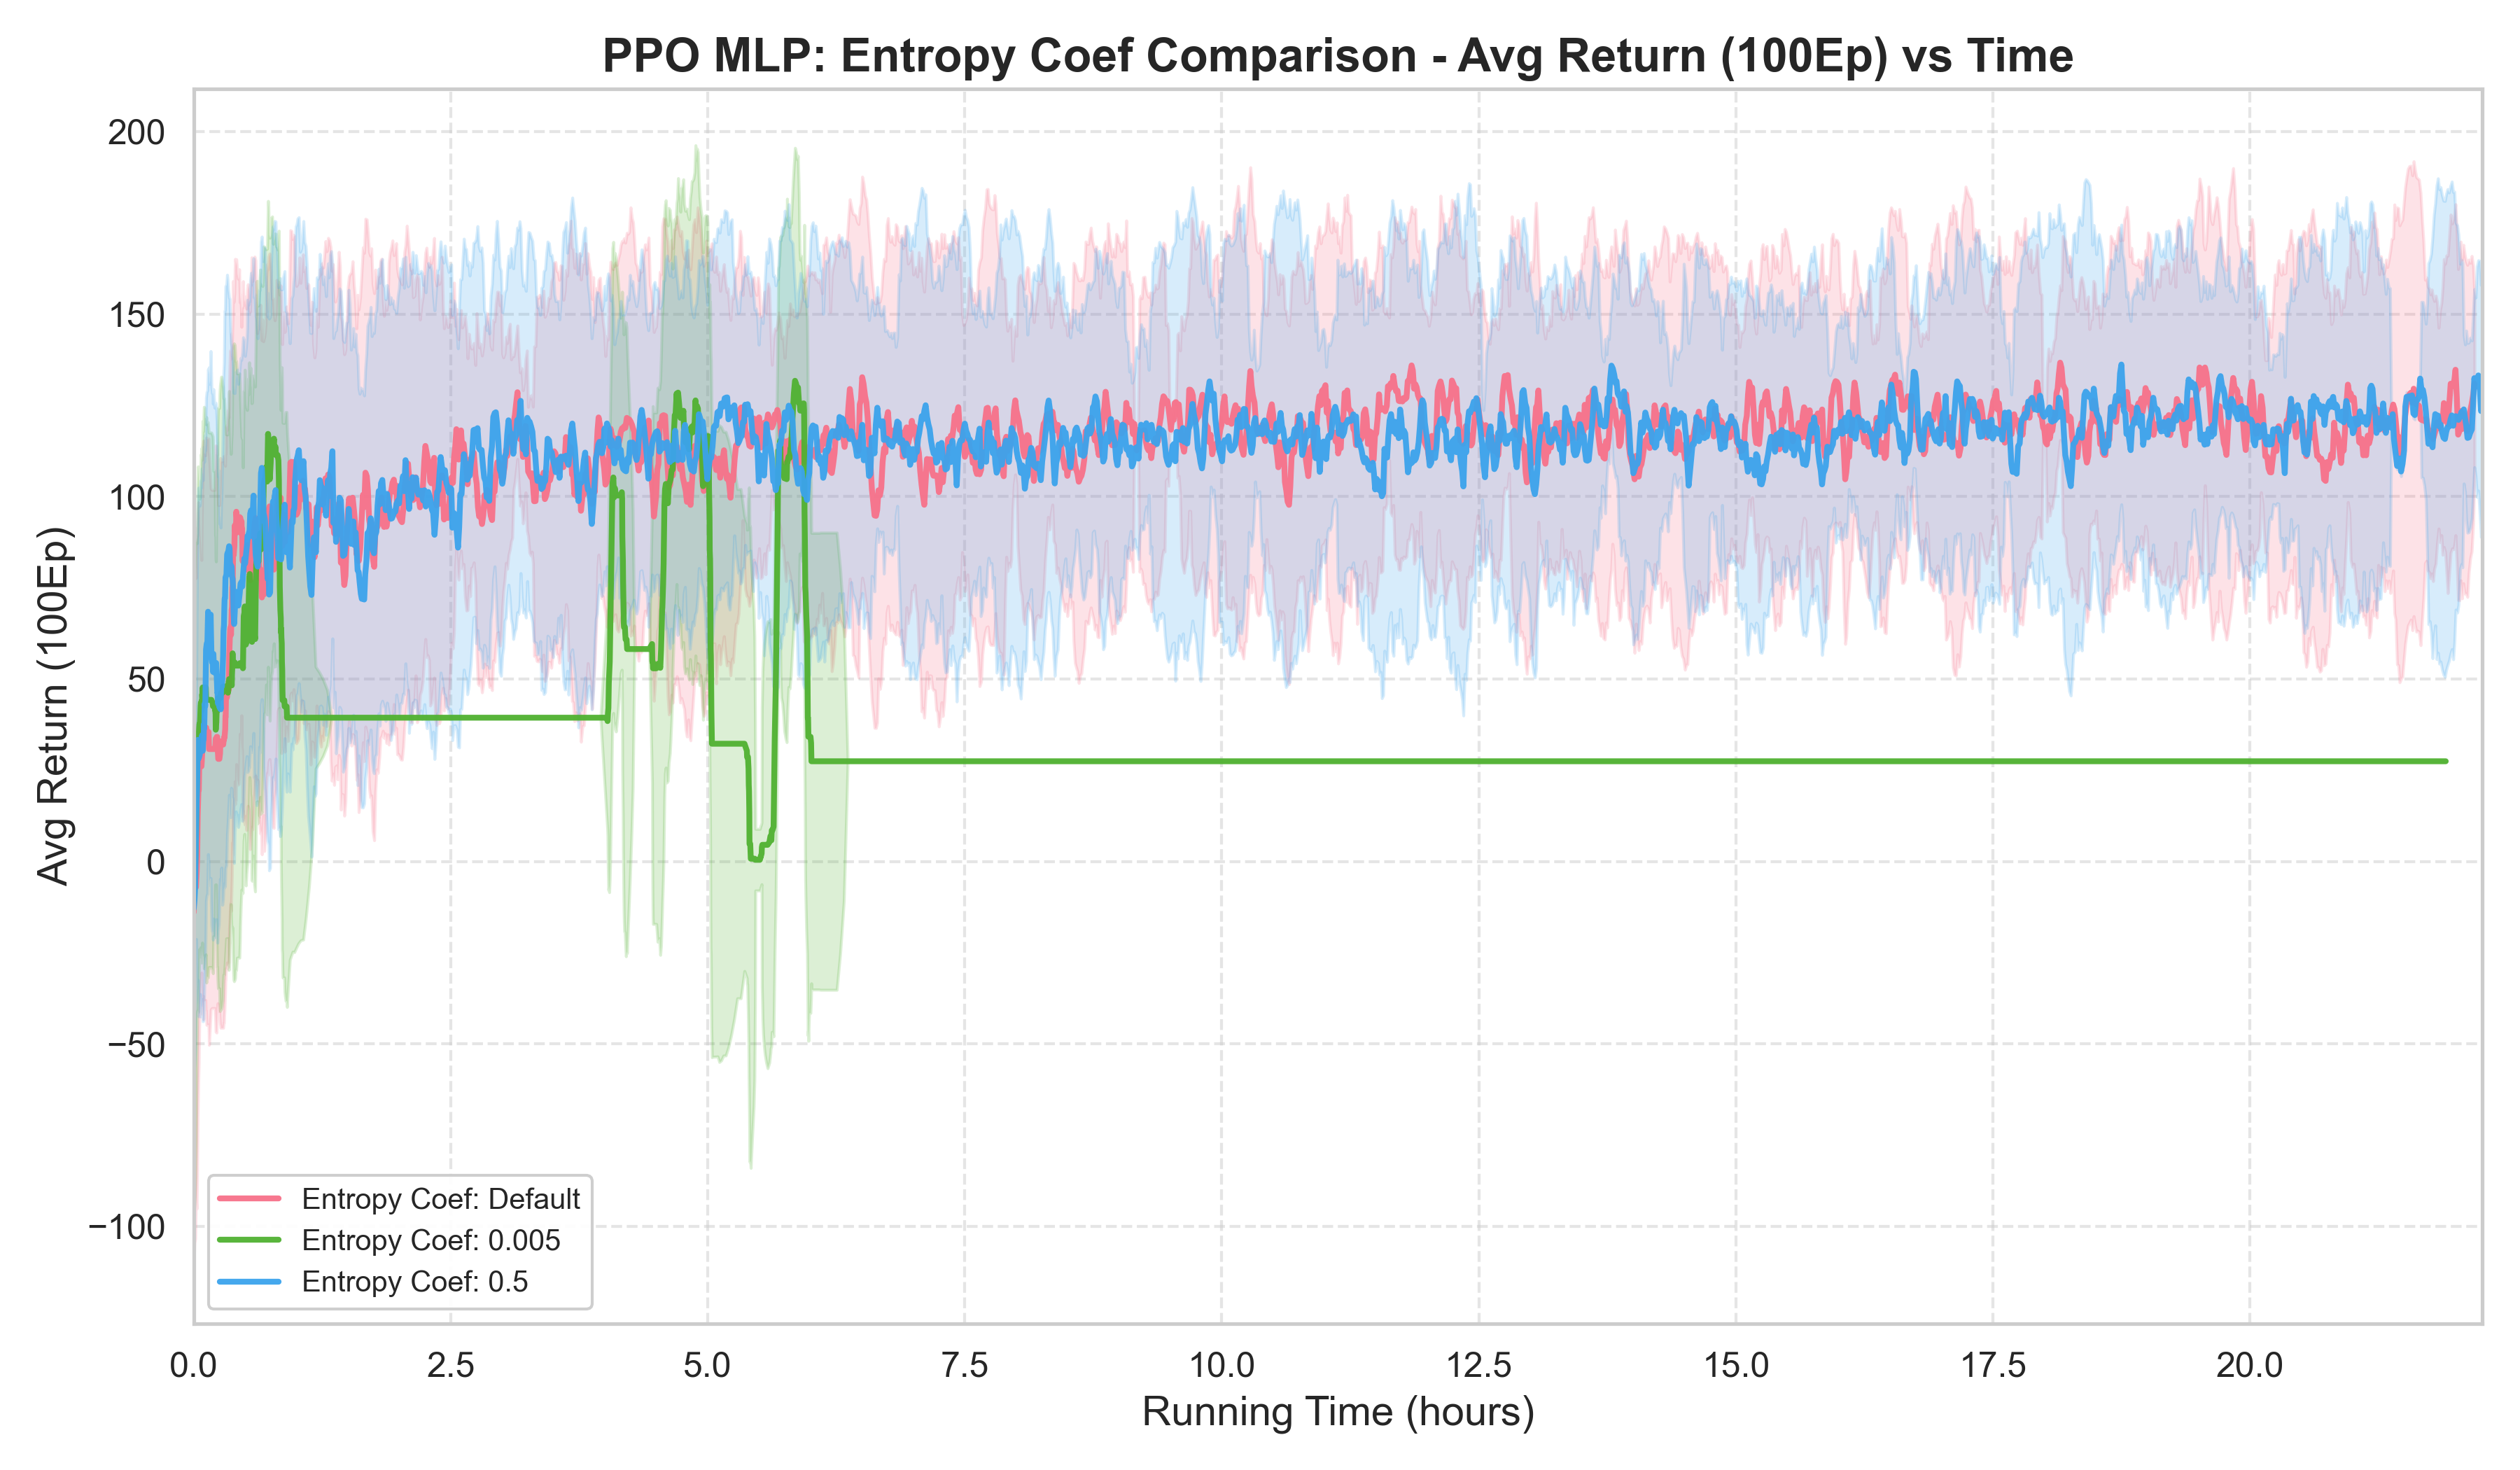 PPO MLP: Entropy Coef Comparison - Avg Return (100Ep) vs Time
Avg Return (100Ep)
200
150
100
50
0
−50
−100
Entropy Coef: Default
Entropy Coef: 0.005
Entropy Coef: 0.5
0.0 2.5 5.0 7.5 10.0 12.5 15.0 17.5 20.0
Running Time (hours)